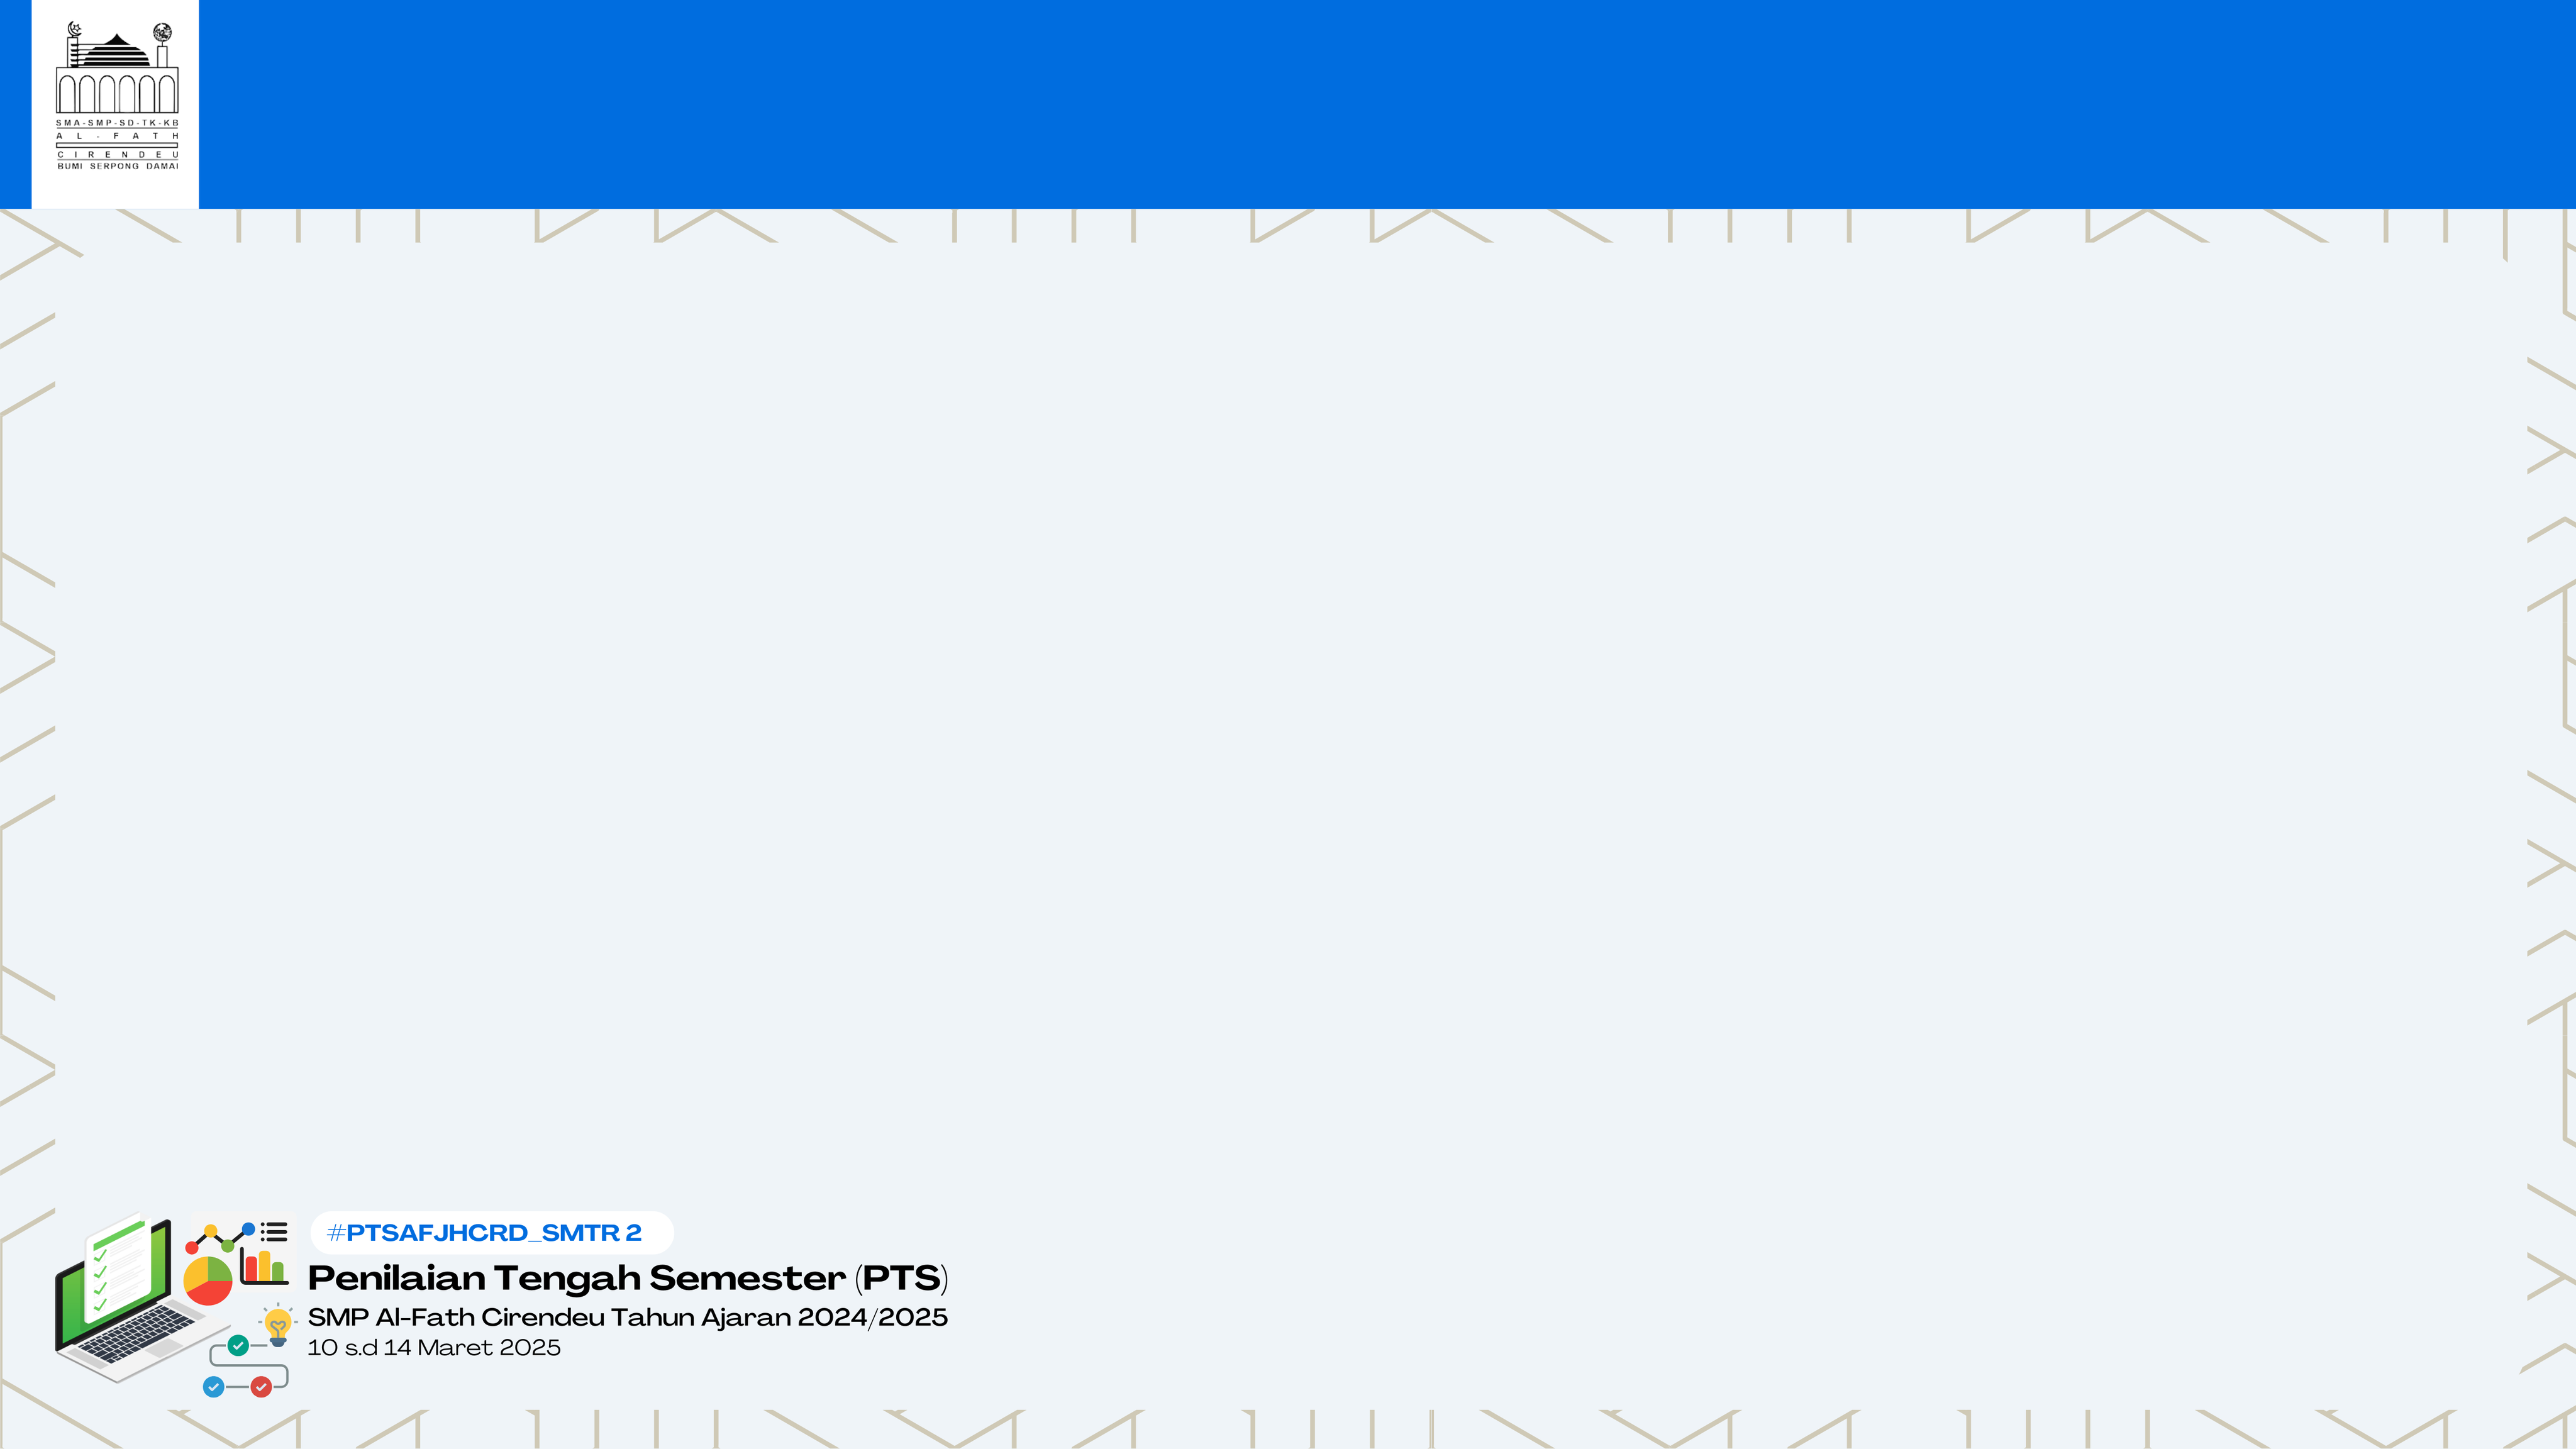 SMA-SMP-SD-TK-KB
AL-FATH
CIRENDEU
BUMI SERPONG DAMAI
#PTSAFJHCRD_SMTR 2
Penilaian Tengah Semester (PTS)
SMP Al-Fath Cirendeu Tahun Ajaran 2024/2025
10 s.d 14 Maret 2025